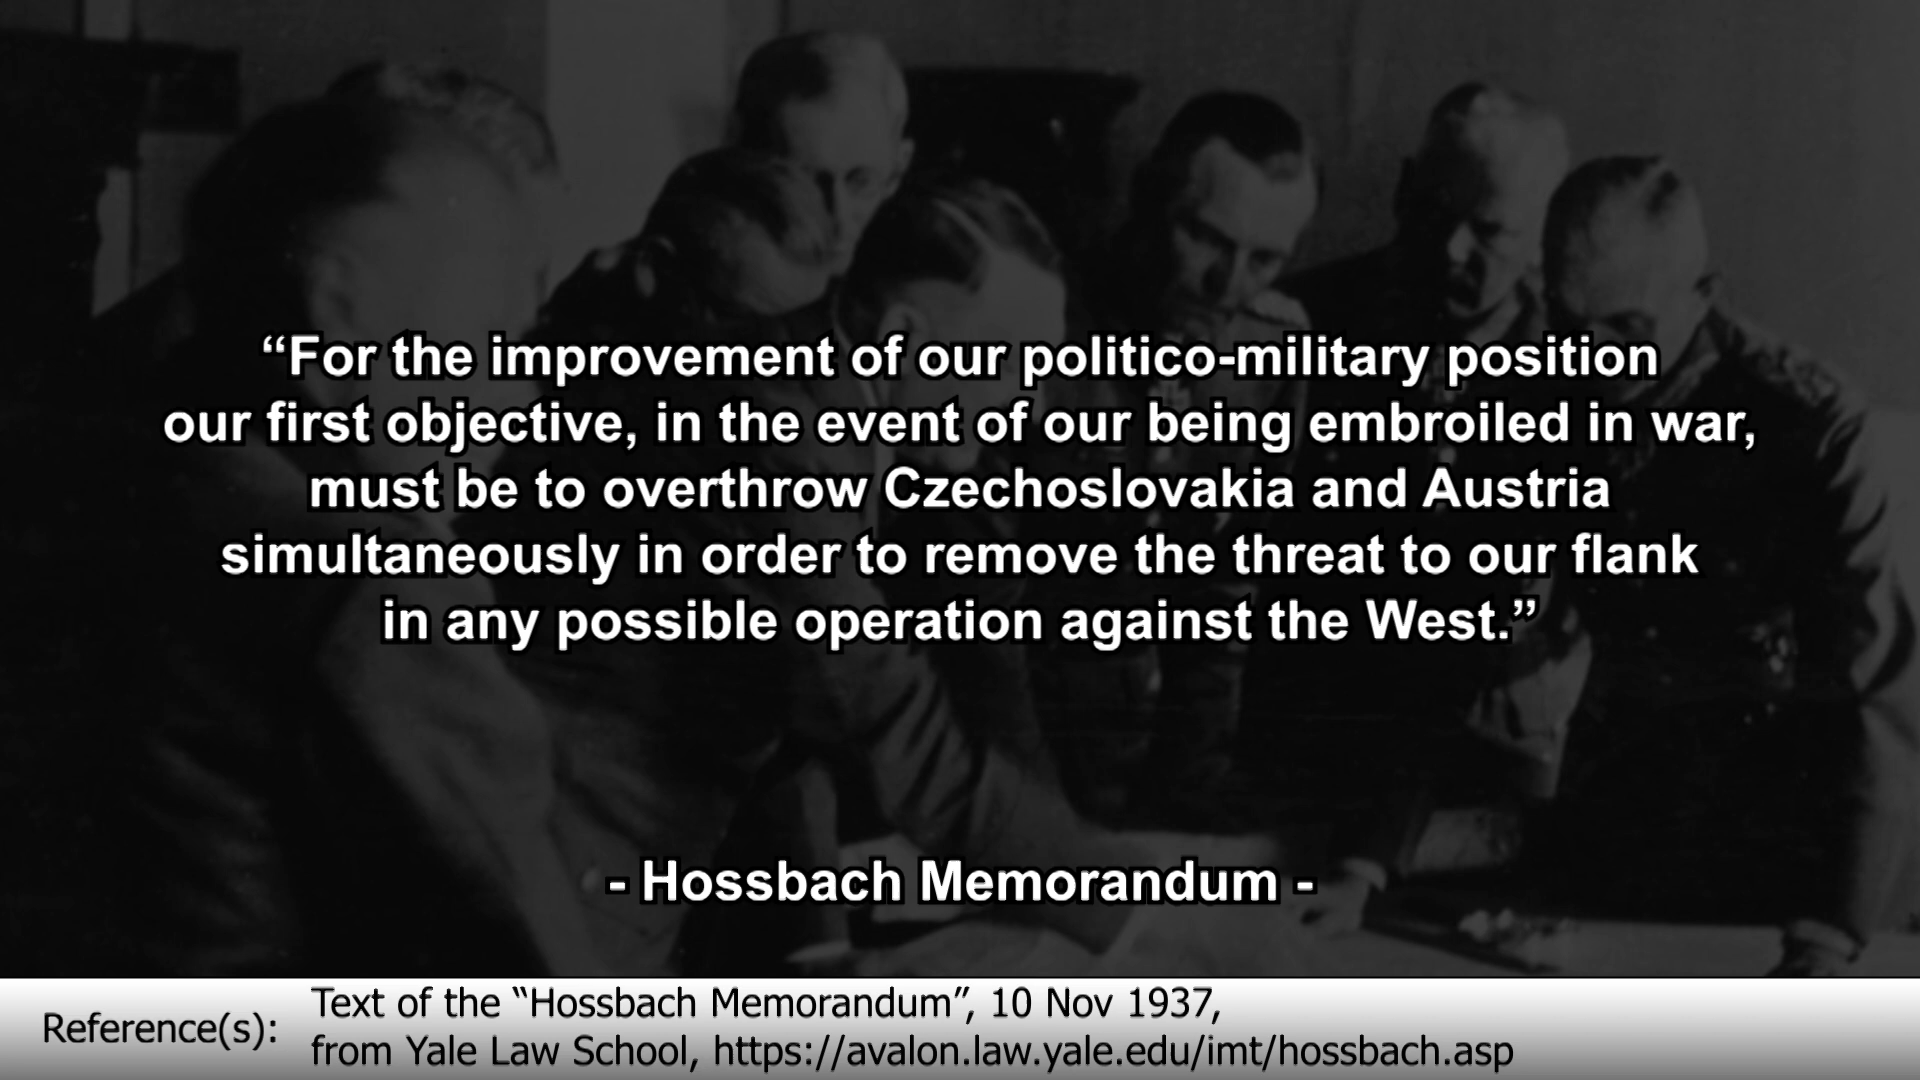 “For the improvement of our politico-military position
our first objective, in the event of our being embroiled in war,
must be to overthrow Czechoslovakia and Austria
simultaneously in order to remove the threat to our flank
in any possible operation against the West.”
- Hossbach Memorandum -
Reference(s):
Text of the “Hossbach Memorandum”, 10 Nov 1937,
from Yale Law School, https://avalon.law.yale.edu/imt/hossbach.asp